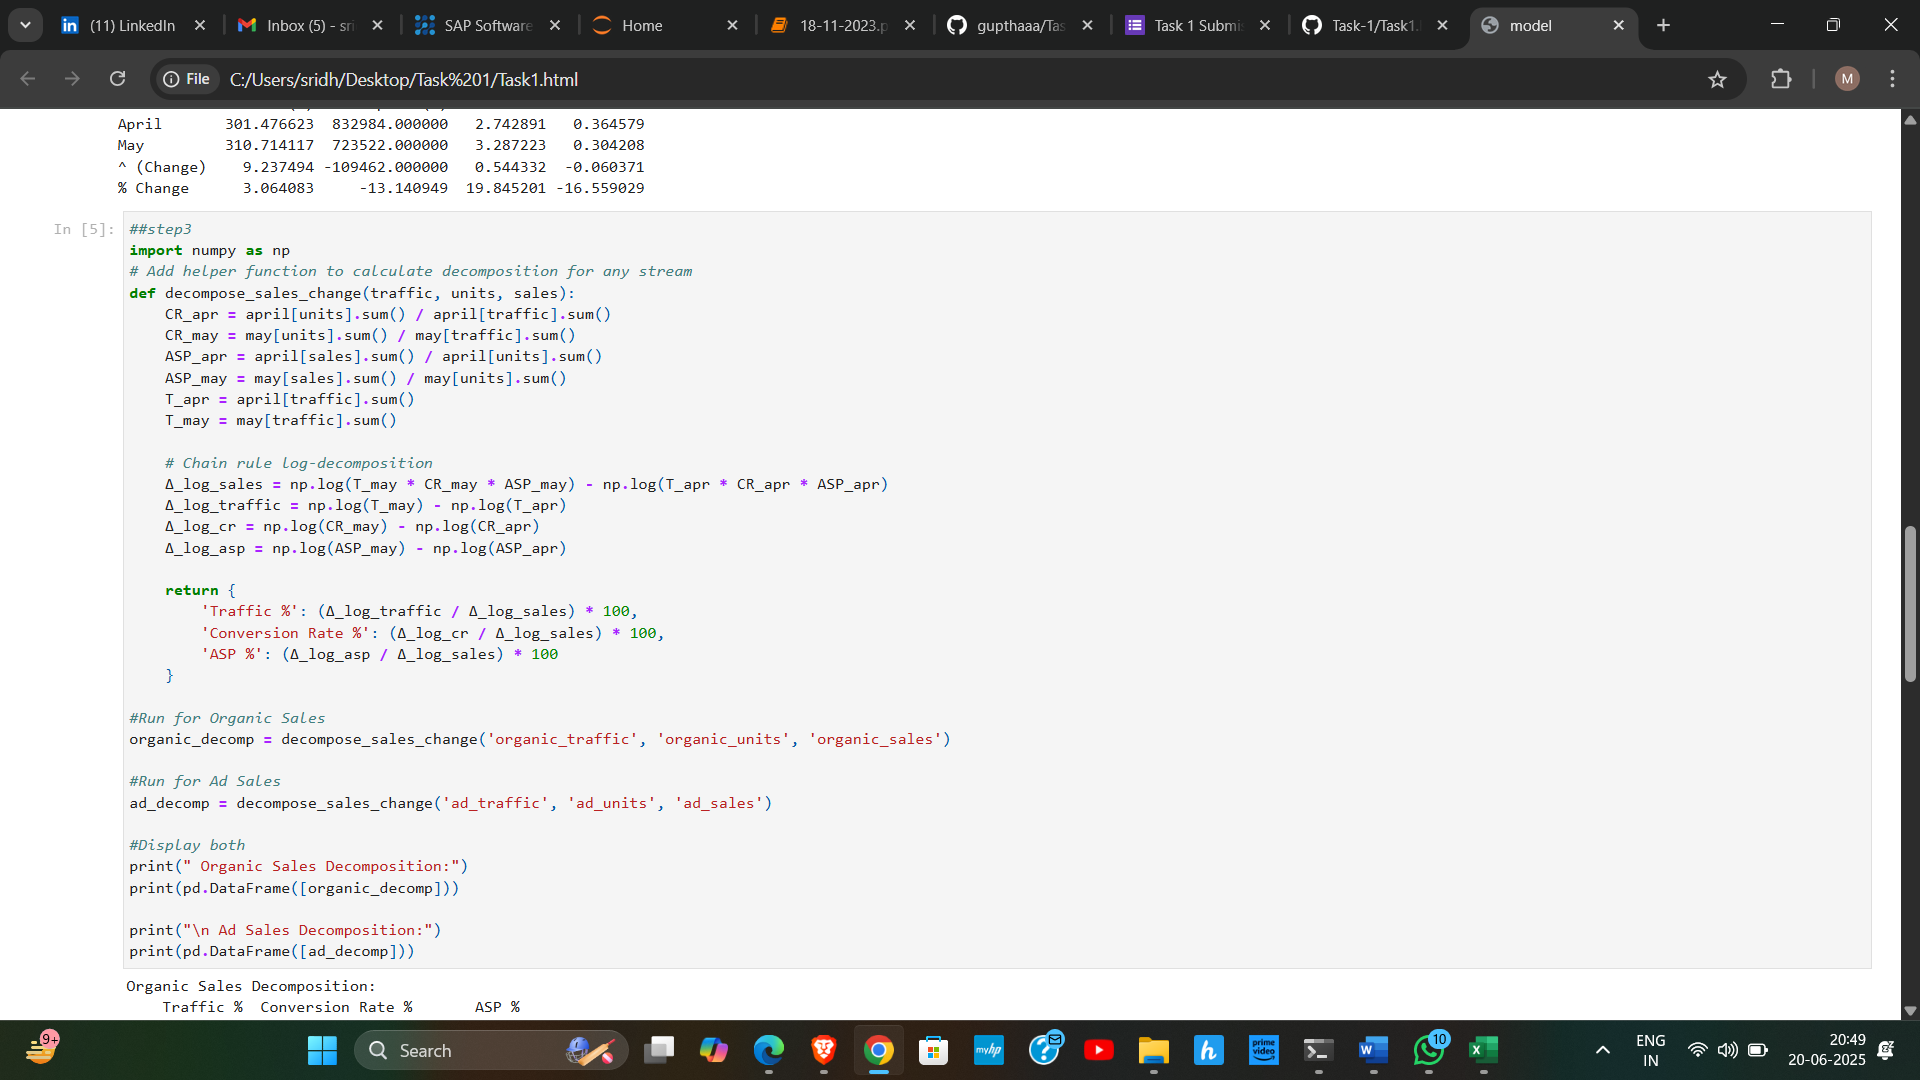 (11) LinkedIn
Inbox (5) - sri
SAP Software
Home
18-11-2023.p
gupthaaa/Tas
Task 1 Submi
Task-1/Task1.
model
File
C:/Users/sridh/Desktop/Task%201/Task1.html
M
April 301.476623 832984.000000 2.742891 0.364579
May 310.714117 723522.000000 3.287223 0.304208
^ (Change) 9.237494 -109462.000000 0.544332 -0.060371
% Change 3.064083 -13.140949 19.845201 -16.559029
In [5]:
##step3
import numpy as np
# Add helper function to calculate decomposition for any stream
def decompose_sales_change(traffic, units, sales):
CR_apr = april[units].sum() / april[traffic].sum()
CR_may = may[units].sum() / may[traffic].sum()
ASP_apr = april[sales].sum() / april[units].sum()
ASP_may = may[sales].sum() / may[units].sum()
T_apr = april[traffic].sum()
T_may = may[traffic].sum()
# Chain rule log-decomposition
Δ_log_sales = np.log(T_may * CR_may * ASP_may) - np.log(T_apr * CR_apr * ASP_apr)
Δ_log_traffic = np.log(T_may) - np.log(T_apr)
Δ_log_cr = np.log(CR_may) - np.log(CR_apr)
Δ_log_asp = np.log(ASP_may) - np.log(ASP_apr)
return {
'Traffic %': (Δ_log_traffic / Δ_log_sales) * 100,
'Conversion Rate %': (Δ_log_cr / Δ_log_sales) * 100,
'ASP %': (Δ_log_asp / Δ_log_sales) * 100
}
#Run for Organic Sales
organic_decomp = decompose_sales_change('organic_traffic', 'organic_units', 'organic_sales')
#Run for Ad Sales
ad_decomp = decompose_sales_change('ad_traffic', 'ad_units', 'ad_sales')
#Display both
print(" Organic Sales Decomposition:")
print(pd.DataFrame([organic_decomp]))
print("\n Ad Sales Decomposition:")
print(pd.DataFrame([ad_decomp]))
Organic Sales Decomposition:
Traffic % Conversion Rate % ASP %
9+
Search
myhp
prime video
10
ENG
IN
20:49
20-06-2025